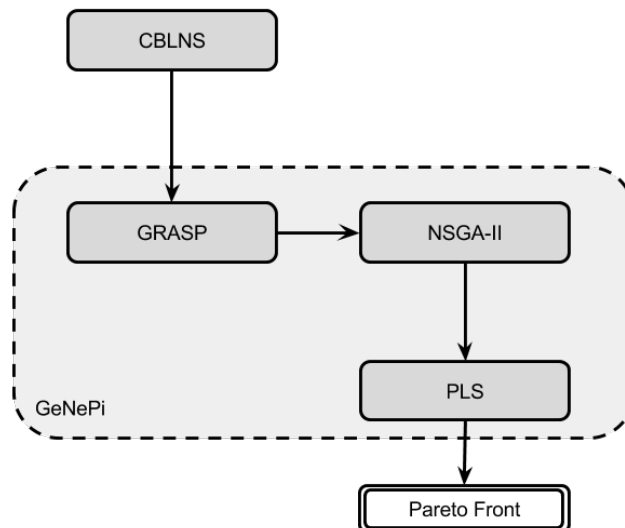 CBLNS
GRASP
NSGA-II
PLS
GeNePi
Pareto Front